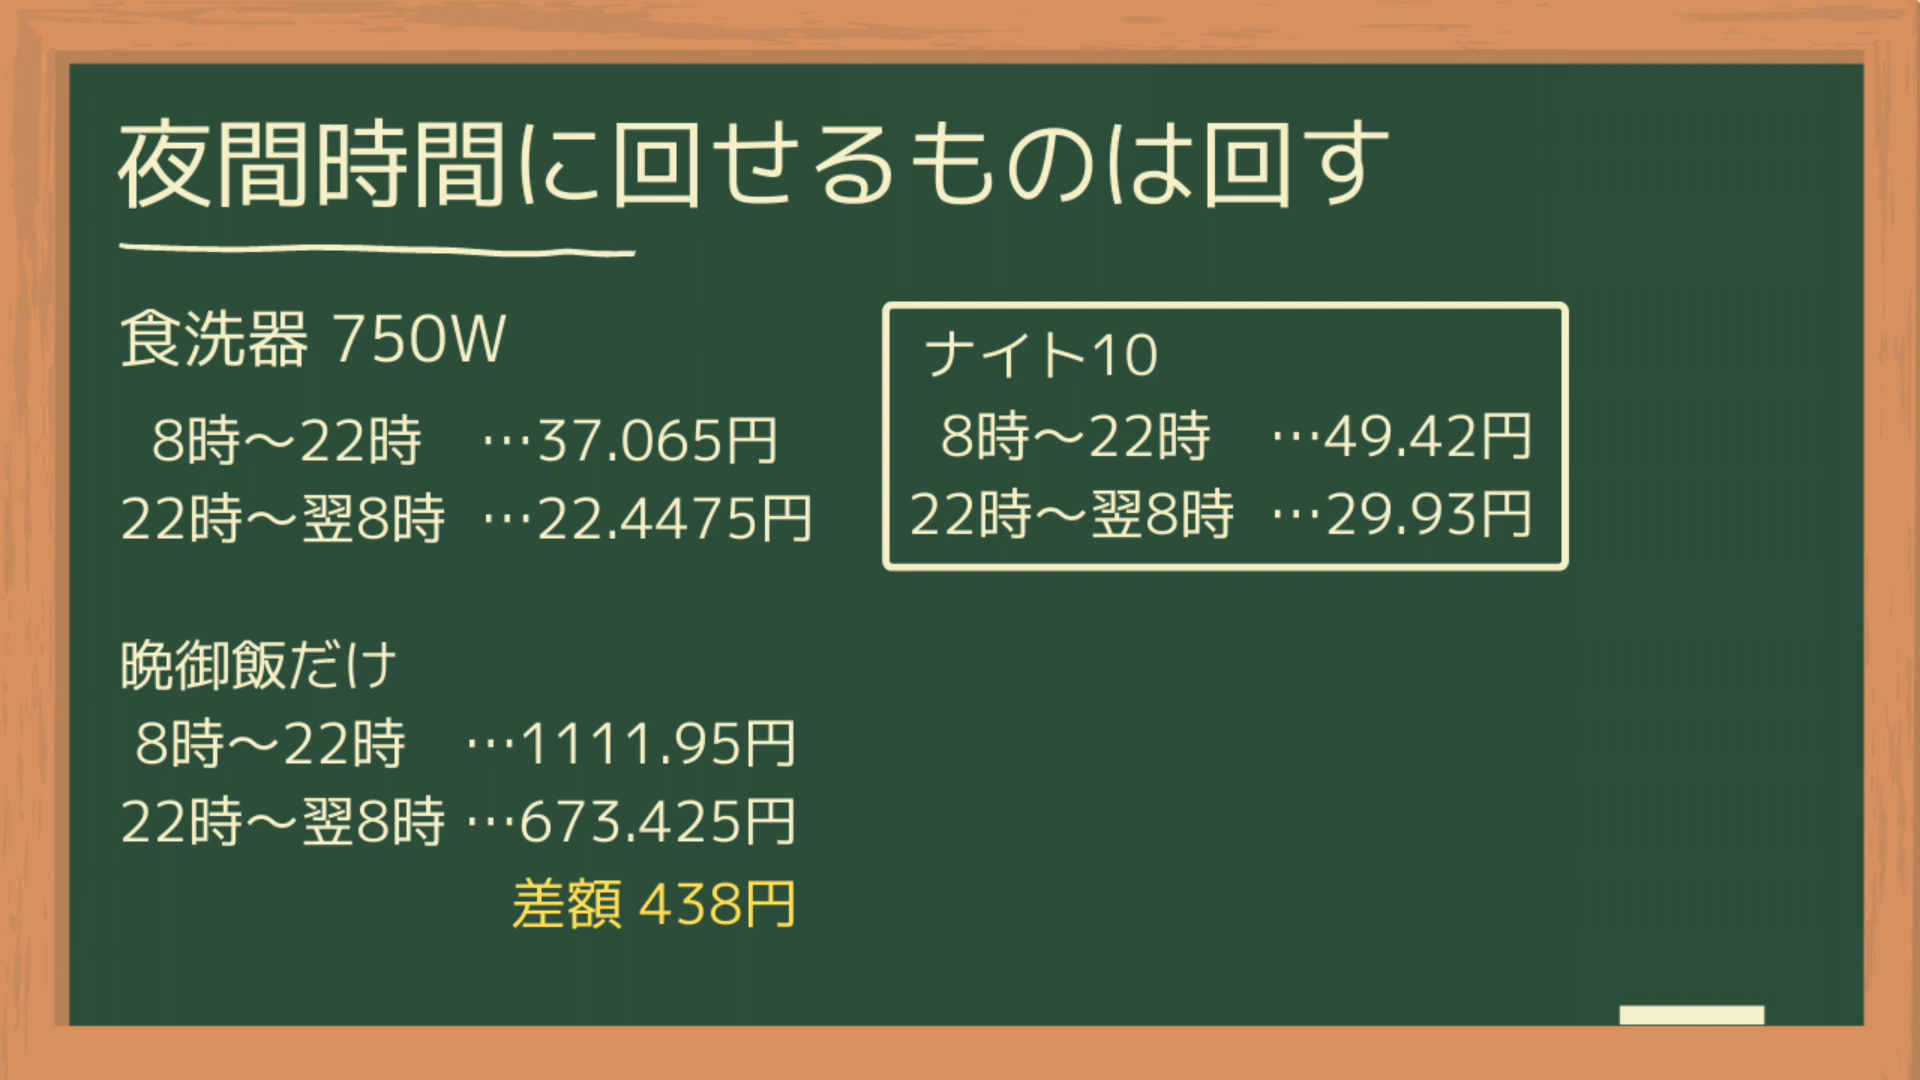 夜間時間に回せるものは回す
食洗器 750W
8時〜22時 …37.065円
22時〜翌8時 …22.4475円
ナイト10
8時〜22時 …49.42円
22時〜翌8時 …29.93円
晩御飯だけ
8時〜22時 …1111.95円
22時〜翌8時 …673.425円
差額 438円